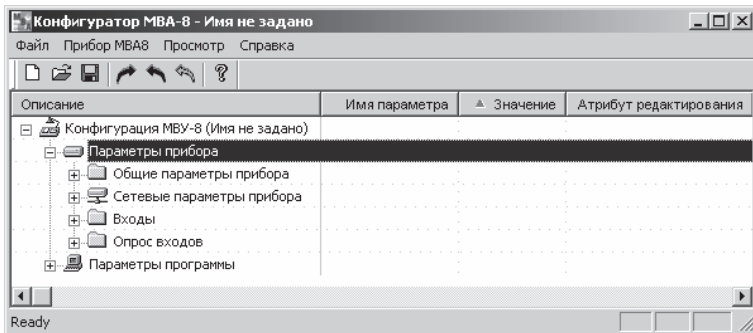 Конфигуратор МВА-8 - Имя не задано
Файл Прибор МВА8 Просмотр Справка
Описание Имя параметра Значение Атрибут редактирования
Конфигурация МВУ-8 (Имя не задано)
Параметры прибора
Общие параметры прибора
Сетевые параметры прибора
Входы
Опрос входов
Параметры программы
Ready